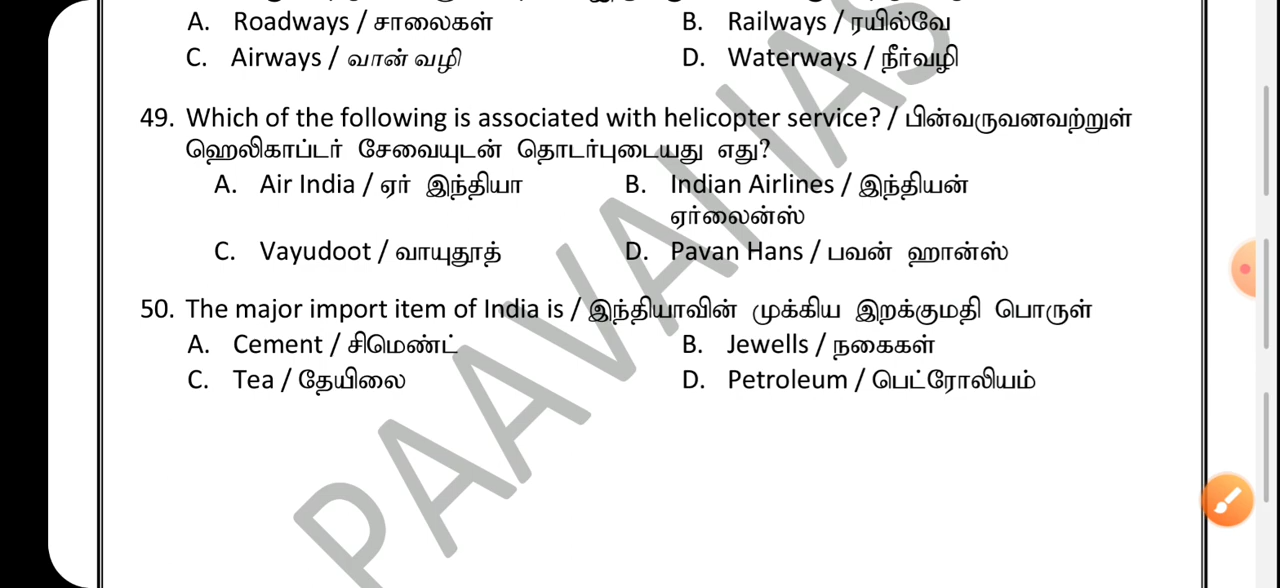 A. Roadways / சாலைகள் B. Railways / ரயில்வே
C. Airways / வான் வழி D. Waterways / நீர்வழி
49. Which of the following is associated with helicopter service? / பின்வருவனவற்றுள்
ஹெலிகாப்டர் சேவையுடன் தொடர்புடையது எது?
A. Air India / ஏர் இந்தியா B. Indian Airlines / இந்தியன்
ஏர்லைன்ஸ்
C. Vayudoot / வாயுதூத் D. Pavan Hans / பவன் ஹான்ஸ்
50. The major import item of India is / இந்தியாவின் முக்கிய இறக்குமதி பொருள்
A. Cement / சிமெண்ட் B. Jewells / நகைகள்
C. Tea / தேயிலை D. Petroleum / பெட்ரோலியம்
PAAVAI IAS